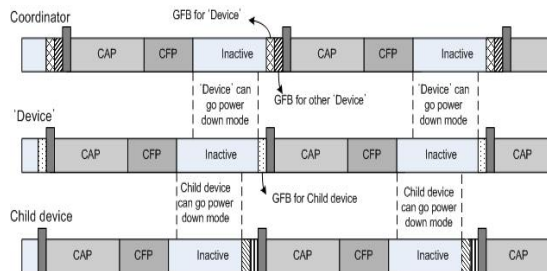 Coordinator
GFB for 'Device'
CAP CFP Inactive CAP CFP Inactive CAP
'Device' can
go power
down mode
GFB for other 'Device'
'Device' can
go power
down mode
'Device'
CAP CFP Inactive CAP CFP Inactive CAP
Child device
can go power
down mode
GFB for Child device
Child device
can go power
down mode
Child device
CAP CFP Inactive CAP CFP Inactive CAP